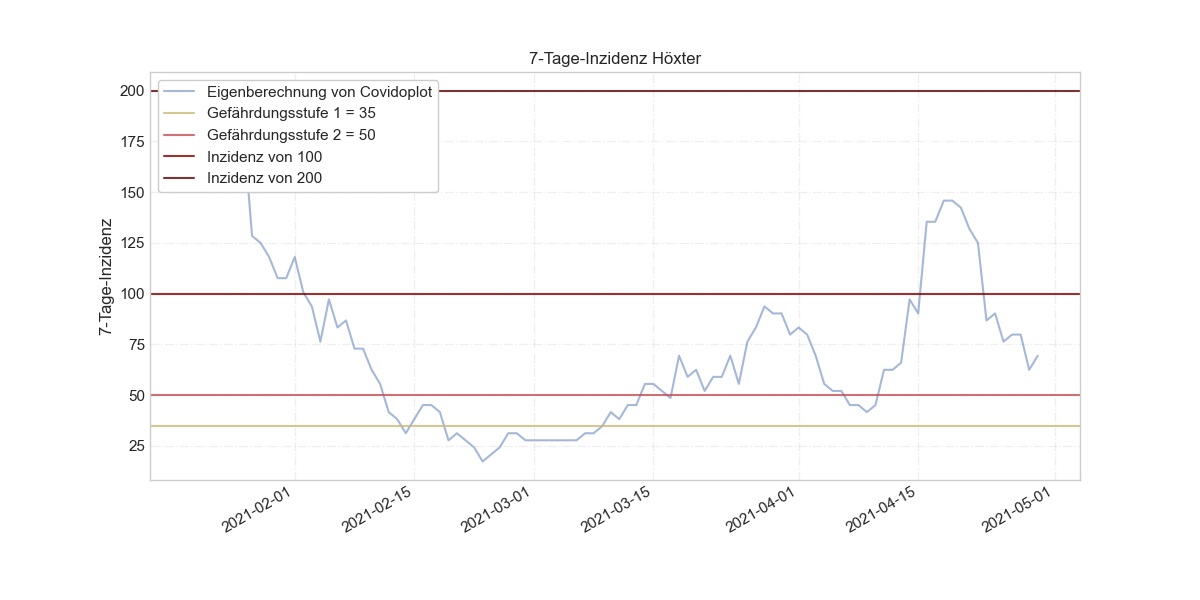 7-Tage-Inzidenz Höxter
7-Tage-Inzidenz
200
175
150
125
100
75
50
25
Eigenberechnung von Covidoplot
Gefährdungsstufe 1 = 35
Gefährdungsstufe 2 = 50
Inzidenz von 100
Inzidenz von 200
2021-02-01
2021-02-15
2021-03-01
2021-03-15
2021-04-01
2021-04-15
2021-05-01